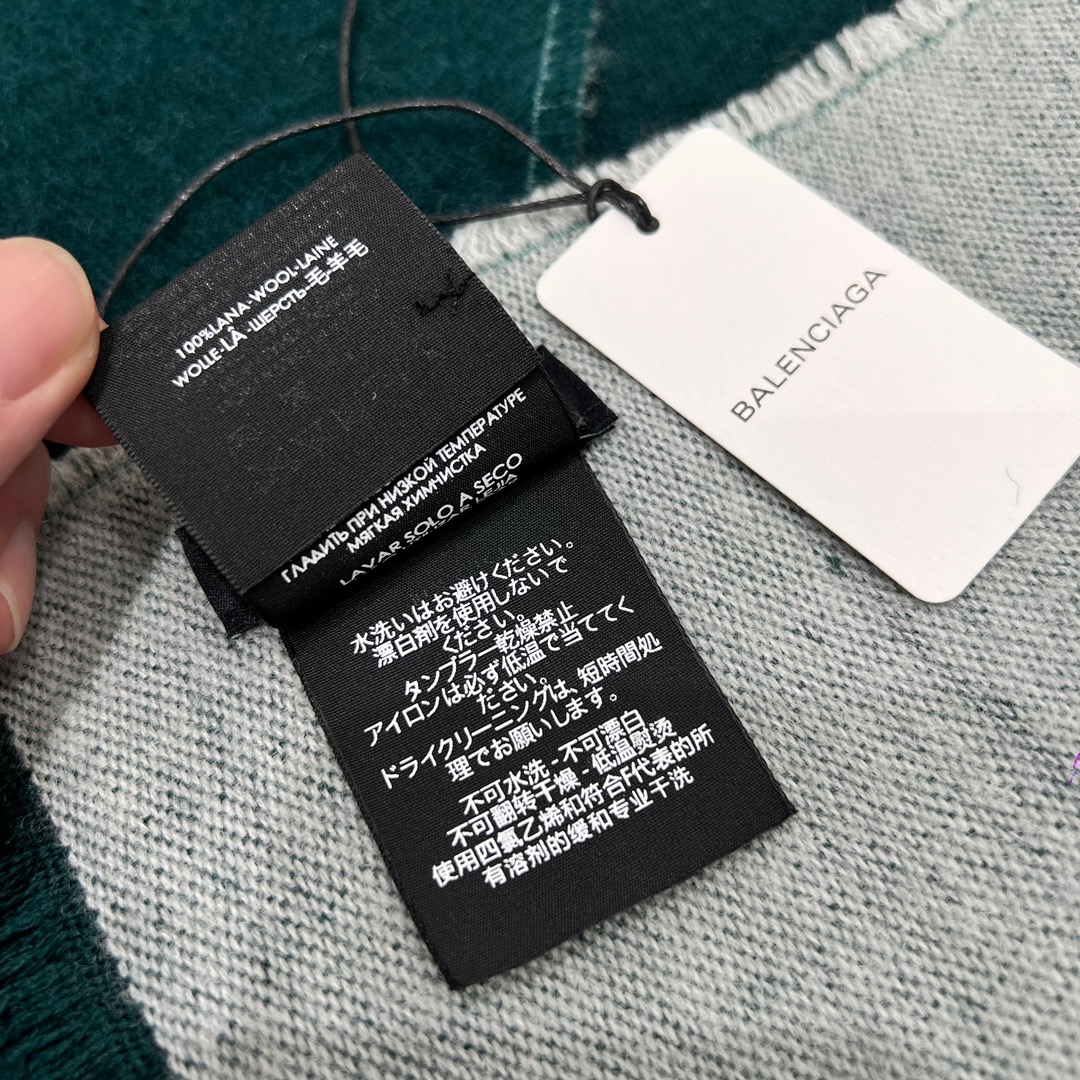 100%LANA-WOOL-LAINE
WOLLE-LÃ-ШЕРСТЬ-毛-羊毛
BALENCIAGA
ГЛАДИТЬ ПРИ НИЗКОЙ ТЕМПЕРАТУРЕ
МЯГКАЯ ХИМЧИСТКА
LAVAR SOLO A SECO
LEJIA
水洗いはお避けください。
漂白剤を使用しないで
ください。
タンブラー乾燥禁止
アイロンは必ず低温で当ててく
ださい。
ドライクリーニングは、短時間処
理でお願いします。
不可水洗 - 不可漂白
不可翻转干燥 - 低温熨烫
使用四氯乙烯和符合F代表的所
有溶剂的缓和专业干洗